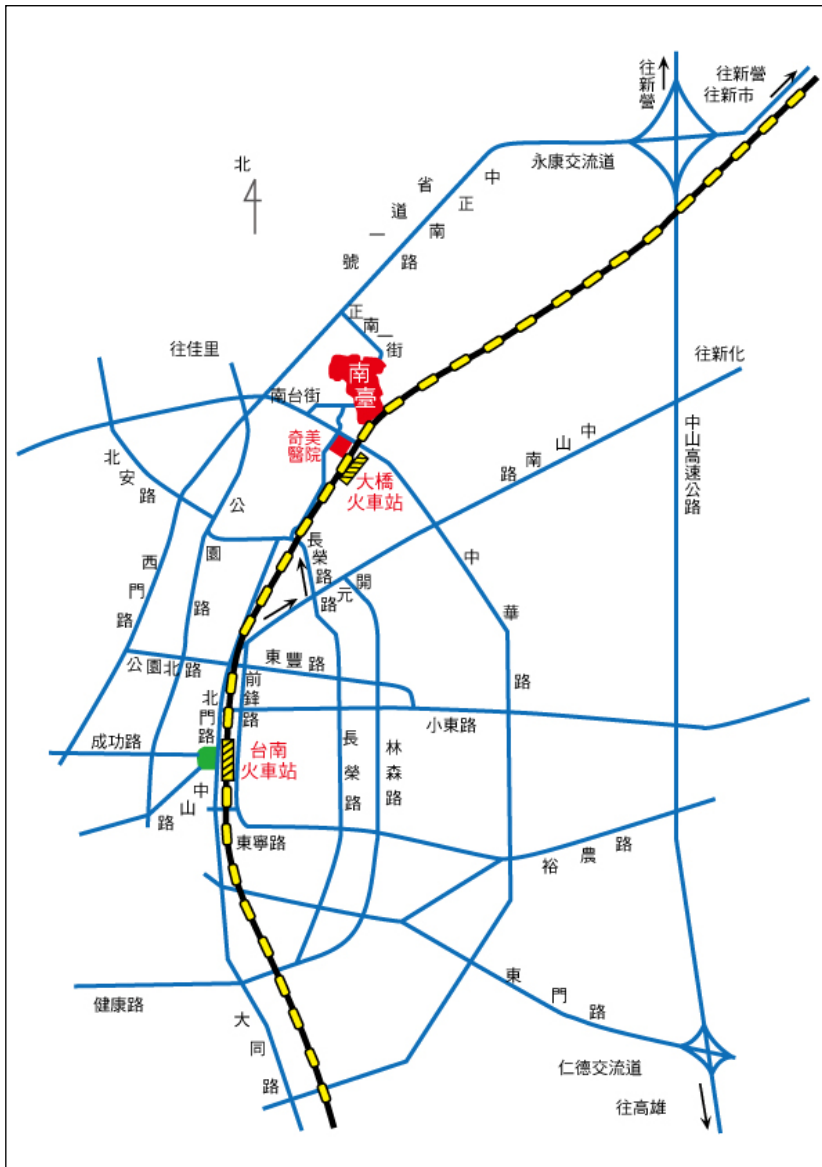 往新營
往新營
往新市
北
永康交流道
中正南路
省道一號
正南一街
往佳里
往新化
南臺
南台街
奇美
醫院
大橋
火車站
中山南路
中山高速公路
北安路
公園路
西門路
長榮路
開元路
中華路
公園北路
東豐路
北門路
前鋒路
小東路
成功路
台南
火車站
長榮路
林森路
中山路
東寧路
裕農路
健康路
大同路
東門路
仁德交流道
往高雄